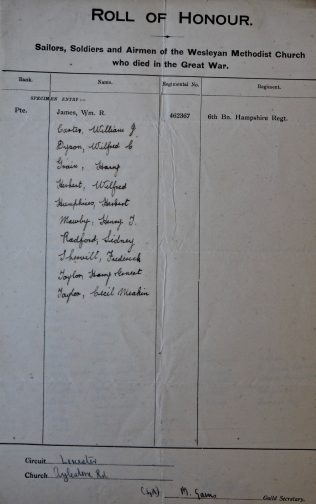 ROLL OF HONOUR.
Sailors, Soldiers and Airmen of the Wesleyan Methodist Church
who died in the Great War.
Rank. Name. Regimental No. Regiment.
SPECIMEN ENTRY:—
Pte. James, Wm. R. 462367 6th Bn. Hampshire Regt.
William J
Dyson, Wilfred C
Grain, Harry
Herbert, Wilfred
Humphries, Herbert
Mawby, Henry T.
Radford, Sidney
Sherwill, Frederick
Taylor, Harry Ernest
Taylor, Cecil Meakin
Circuit Leicester
Church Aylestone Rd
M. Guild Secretary.